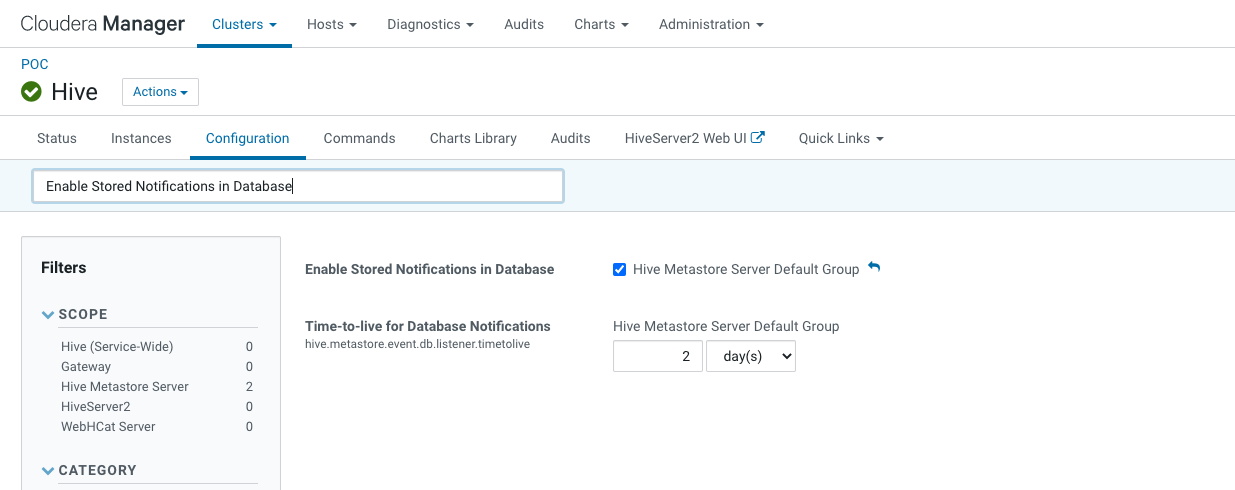 Cloudera Manager Clusters Hosts Diagnostics Audits Charts Administration
POC
Hive Actions
Status Instances Configuration Commands Charts Library Audits HiveServer2 Web UI Quick Links
Enable Stored Notifications in Database
Filters
SCOPE
Hive (Service-Wide) 0
Gateway 0
Hive Metastore Server 2
HiveServer2 0
WebHCat Server 0
CATEGORY
Enable Stored Notifications in Database Hive Metastore Server Default Group
Time-to-live for Database Notifications Hive Metastore Server Default Group
hive.metastore.event.db.listener.timetolive
2 day(s)